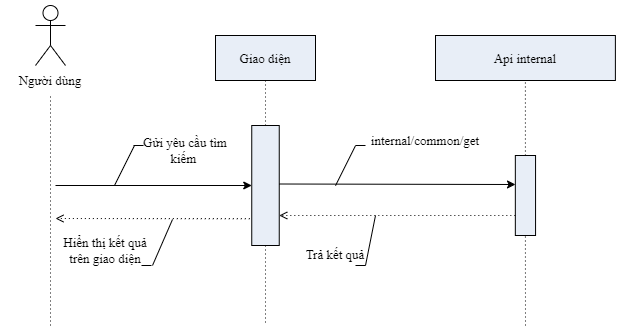 Người dùng
Giao diện
Api internal
Gửi yêu cầu tìm
kiếm
internal/common/get
Hiển thị kết quả
trên giao diện
Trả kết quả